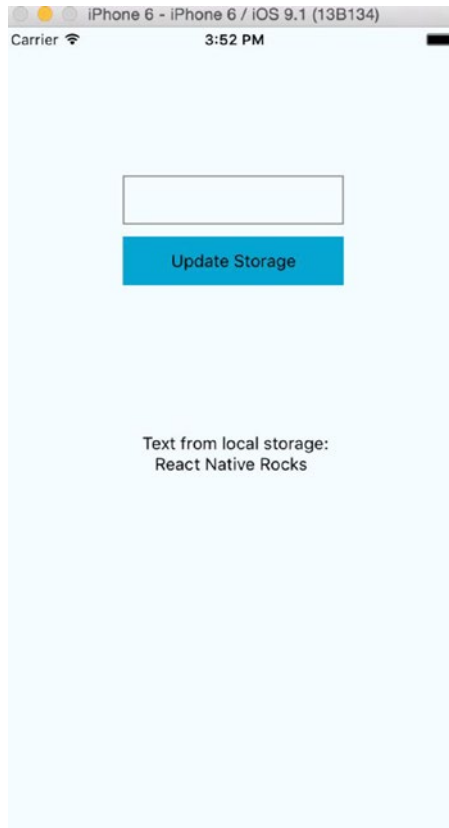 iPhone 6 - iPhone 6 / iOS 9.1 (13B134)
Carrier 3:52 PM
Update Storage
Text from local storage:
React Native Rocks